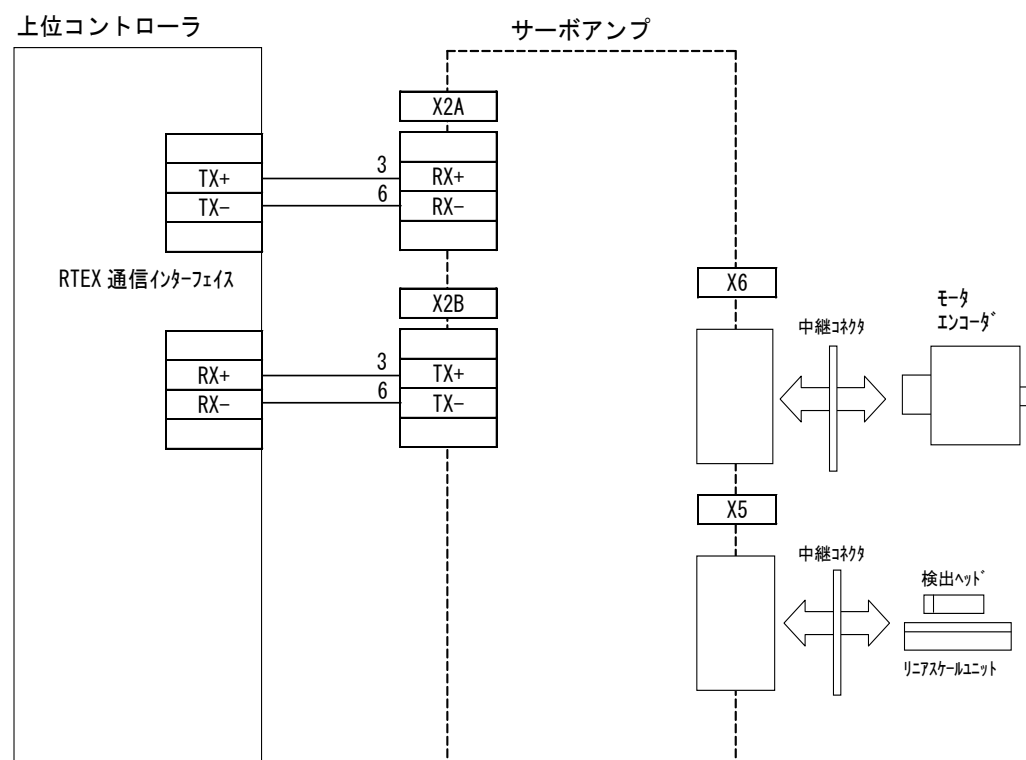 上位コントローラ
サーボアンプ
X2A
TX+
3
RX+
TX-
6
RX-
RTEX 通信ｲﾝﾀｰﾌｪｲｽ
X2B
RX+
3
TX+
RX-
6
TX-
X6
中継ｺﾈｸﾀ
ﾓｰﾀ
ｴﾝｺｰﾀﾞ
X5
中継ｺﾈｸﾀ
検出ﾍｯﾄﾞ
ﾘﾆｱｽｹｰﾙﾕﾆｯﾄ